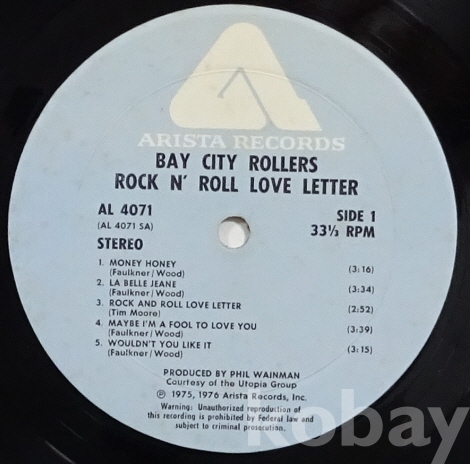 ARISTA RECORDS
BAY CITY ROLLERS
ROCK N' ROLL LOVE LETTER
AL 4071
(AL 4071 SA)
STEREO
SIDE 1
33⅓ RPM
1. MONEY HONEY (3:16)
(Faulkner/Wood)
2. LA BELLE JEANE (3:34)
(Faulkner/Wood)
3. ROCK AND ROLL LOVE LETTER (2:52)
(Tim Moore)
4. MAYBE I'M A FOOL TO LOVE YOU (3:39)
(Faulkner/Wood)
5. WOULDN'T YOU LIKE IT (3:15)
(Faulkner/Wood)
PRODUCED BY PHIL WAINMAN
Courtesy of the Utopia Group
℗ 1975, 1976 Arista Records, Inc.
Warning: Unauthorized reproduction of
this recording is prohibited by Federal law and
subject to criminal prosecution.
kobay